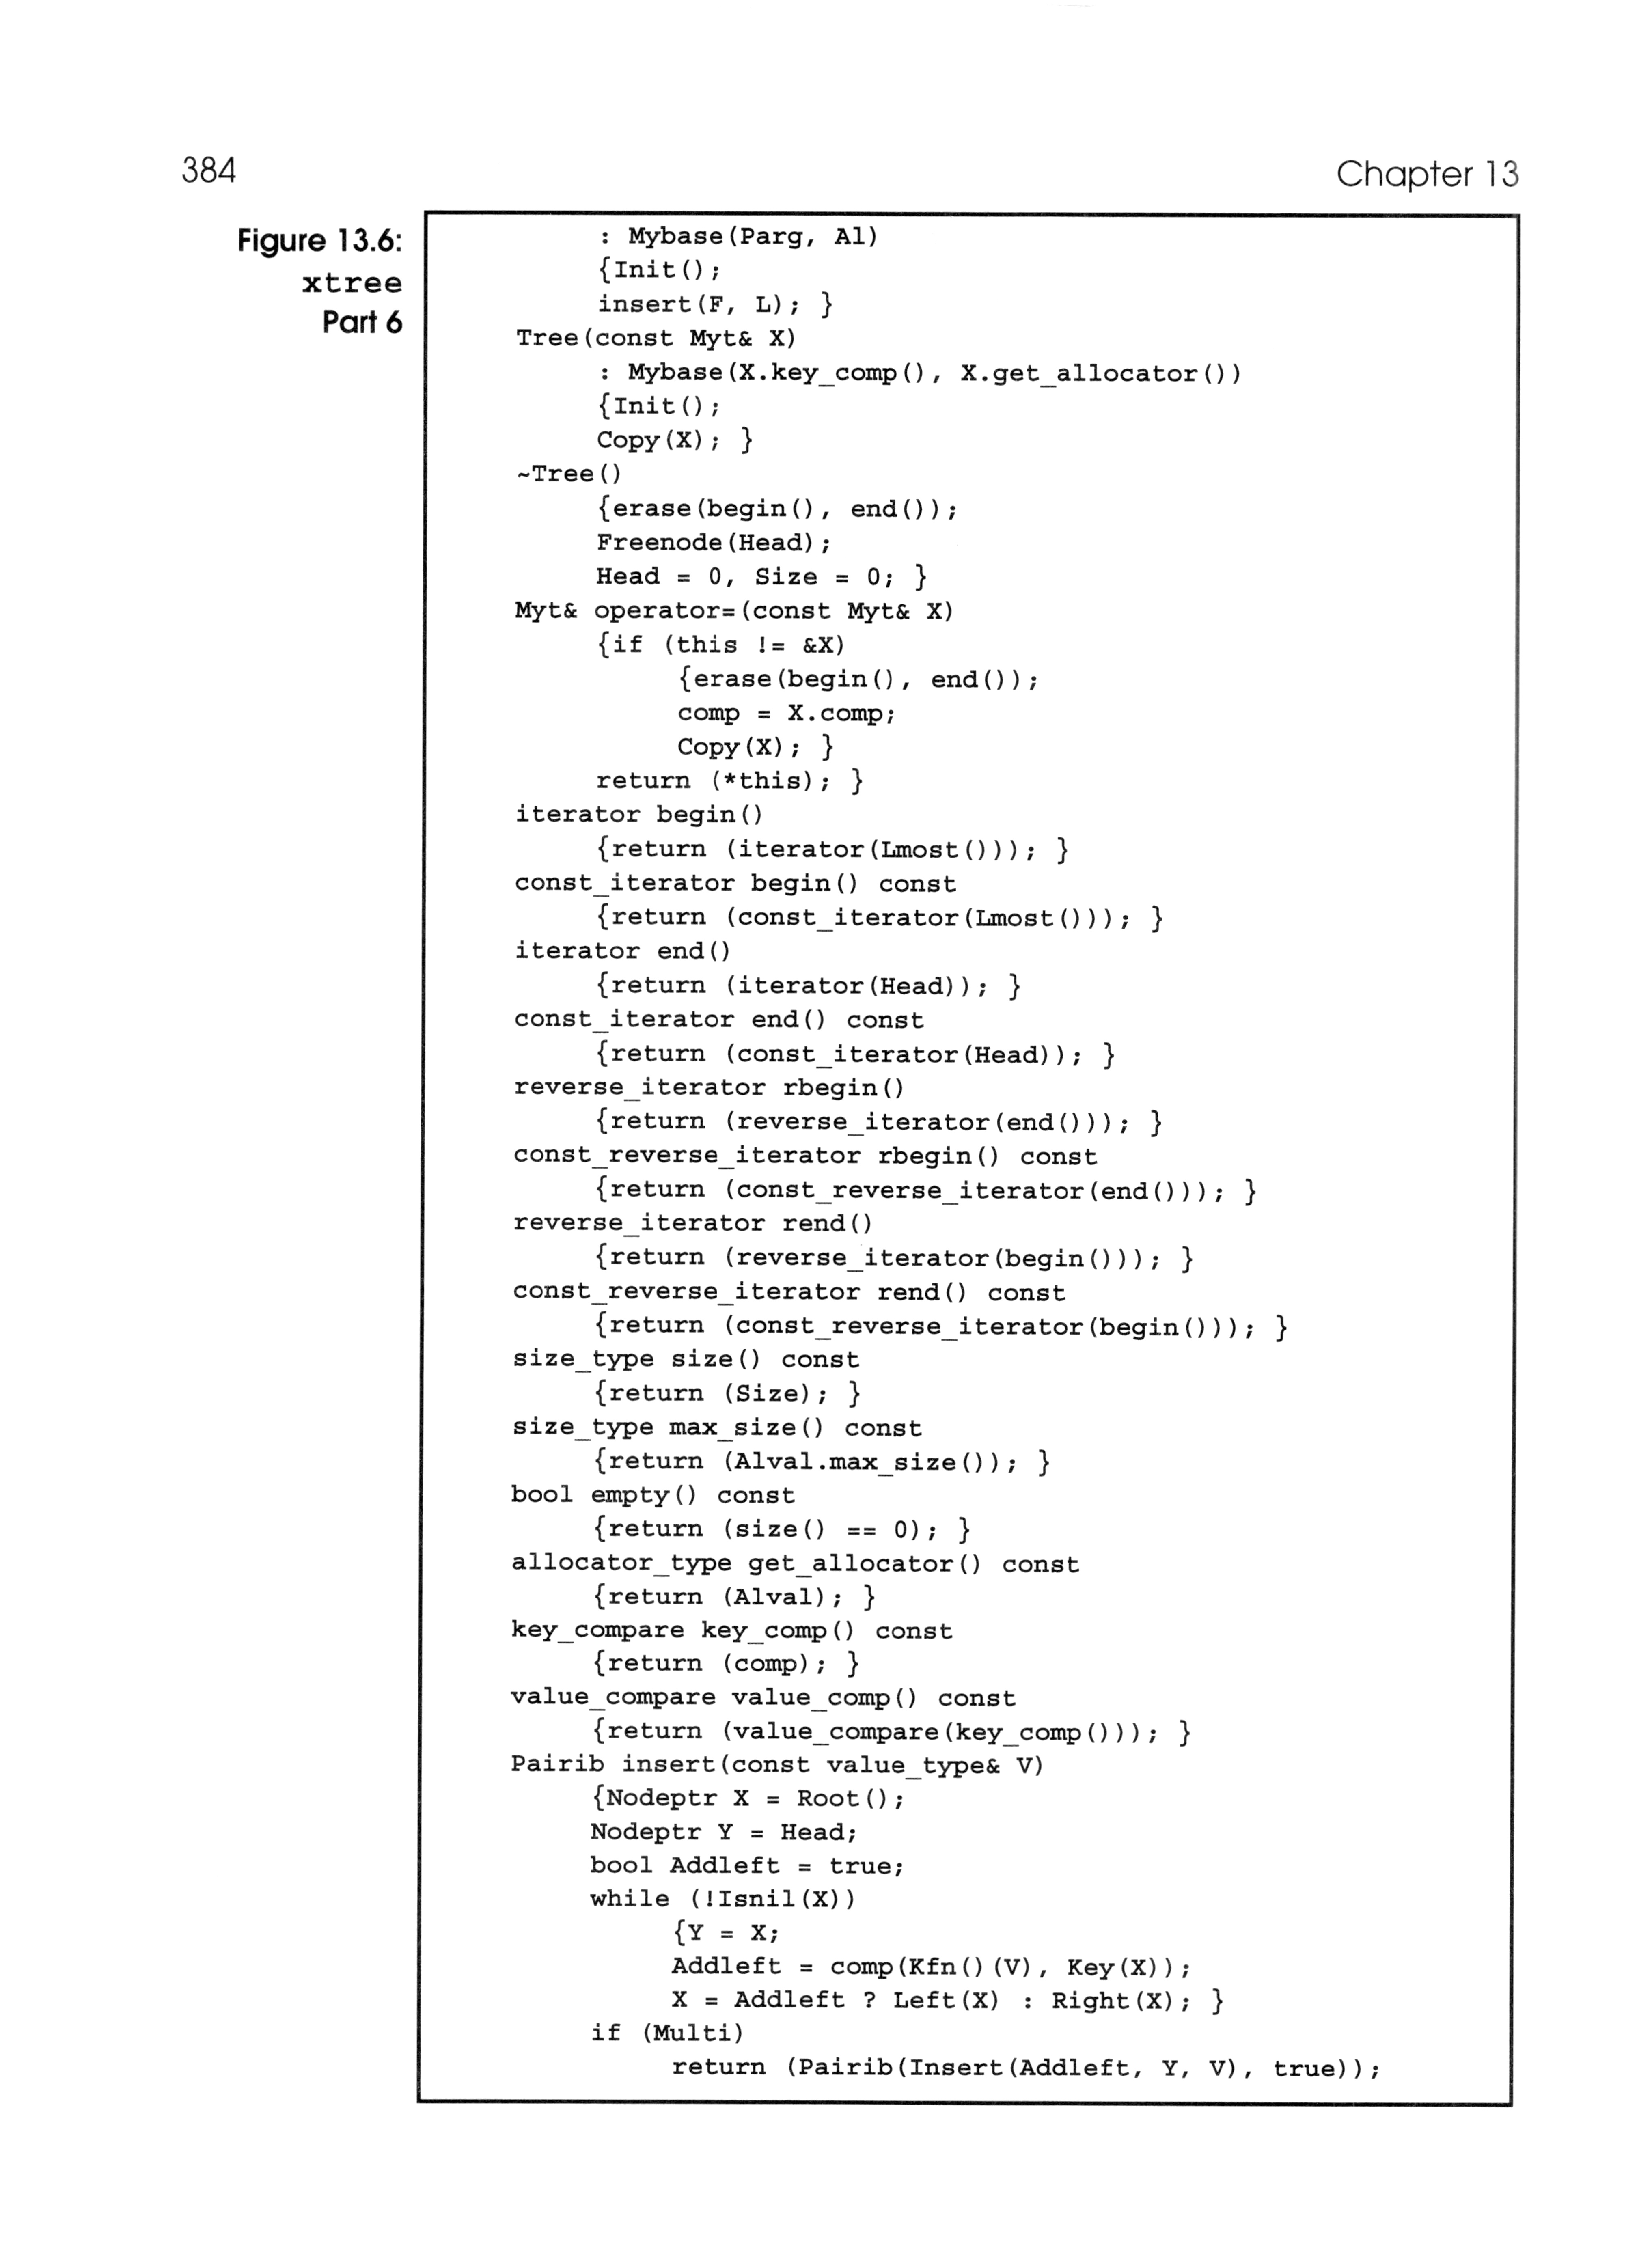 384
Chapter 13
Figure 13.6:
xtree
Part 6
: Mybase(Parg, Al)
{Init();
insert(F, L); }
Tree(const Myt& X)
: Mybase(X.key_comp(), X.get_allocator())
{Init();
Copy(X); }
~Tree()
{erase(begin(), end());
Freenode(Head);
Head = 0, Size = 0; }
Myt& operator=(const Myt& X)
{if (this != &X)
{erase(begin(), end());
comp = X.comp;
Copy(X); }
return (*this); }
iterator begin()
{return (iterator(Lmost())); }
const_iterator begin() const
{return (const_iterator(Lmost())); }
iterator end()
{return (iterator(Head)); }
const_iterator end() const
{return (const_iterator(Head)); }
reverse_iterator rbegin()
{return (reverse_iterator(end())); }
const_reverse_iterator rbegin() const
{return (const_reverse_iterator(end())); }
reverse_iterator rend()
{return (reverse_iterator(begin())); }
const_reverse_iterator rend() const
{return (const_reverse_iterator(begin())); }
size_type size() const
{return (Size); }
size_type max_size() const
{return (Alval.max_size()); }
bool empty() const
{return (size() == 0); }
allocator_type get_allocator() const
{return (Alval); }
key_compare key_comp() const
{return (comp); }
value_compare value_comp() const
{return (value_compare(key_comp())); }
Pairib insert(const value_type& V)
{Nodeptr X = Root();
Nodeptr Y = Head;
bool Addleft = true;
while (!Isnil(X))
{Y = X;
Addleft = comp(Kfn()(V), Key(X));
X = Addleft ? Left(X) : Right(X); }
if (Multi)
return (Pairib(Insert(Addleft, Y, V), true));